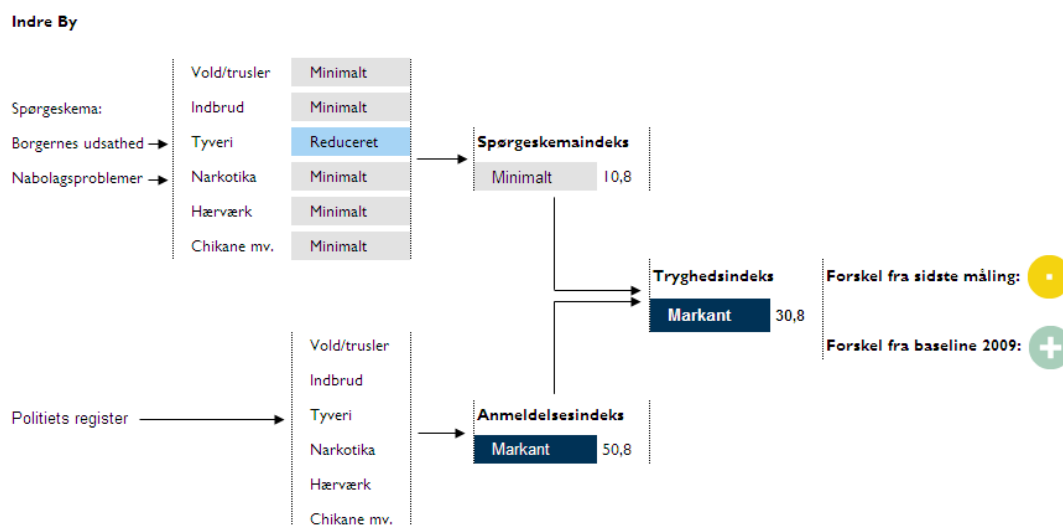 Indre By
Vold/trusler Minimalt
Spørgeskema: Indbrud Minimalt
Borgernes udsathed Tyveri Reduceret Spørgeskemaindeks
Nabolagsproblemer Narkotika Minimalt Minimalt 10,8
Hærværk Minimalt
Chikane mv. Minimalt
Tryghedsindeks Forskel fra sidste måling:
Markant 30,8
Vold/trusler Forskel fra baseline 2009: +
Indbrud
Politiets register Tyveri Anmeldelsesindeks
Narkotika Markant 50,8
Hærværk
Chikane mv.